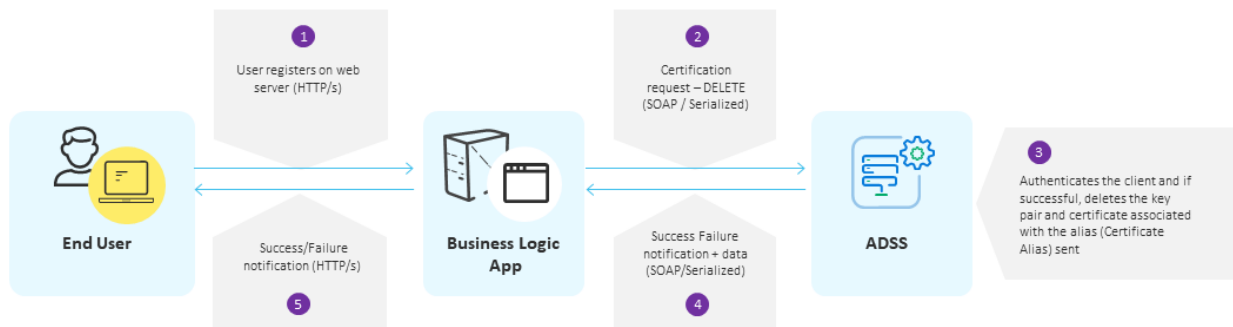 1
User registers on web
server (HTTP/s)
2
Certification
request – DELETE
(SOAP / Serialized)
3
Authenticates the client and if
successful, deletes the key
pair and certificate associated
with the alias (Certificate
Alias) sent
End User
Business Logic
App
ADSS
Success/Failure
notification (HTTP/s)
5
Success Failure
notification + data
(SOAP/Serialized)
4